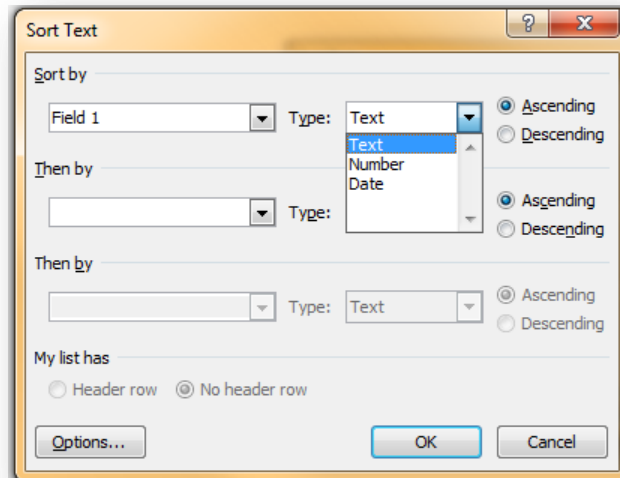 Sort Text
Sort by
Field 1 Type: Text Ascending
Text Descending
Number
Then by Date
Type: Ascending
Descending
Then by
Type: Text Ascending
Descending
My list has
Header row No header row
Options... OK Cancel